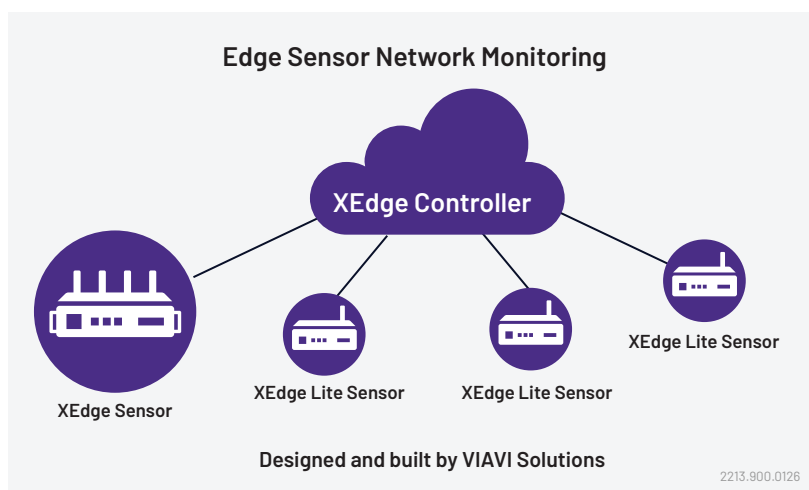 Edge Sensor Network Monitoring
XEdge Controller
XEdge Sensor
XEdge Lite Sensor
XEdge Lite Sensor
XEdge Lite Sensor
Designed and built by VIAVI Solutions
2213.900.0126